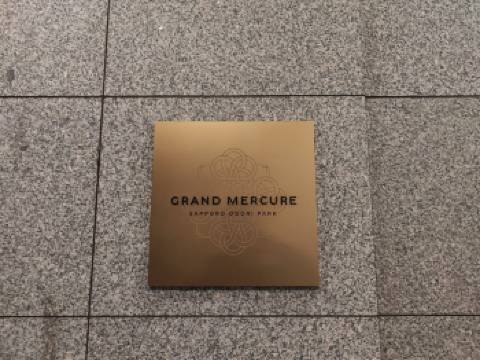 GRAND MERCURE
SAPPORO ODORI PARK